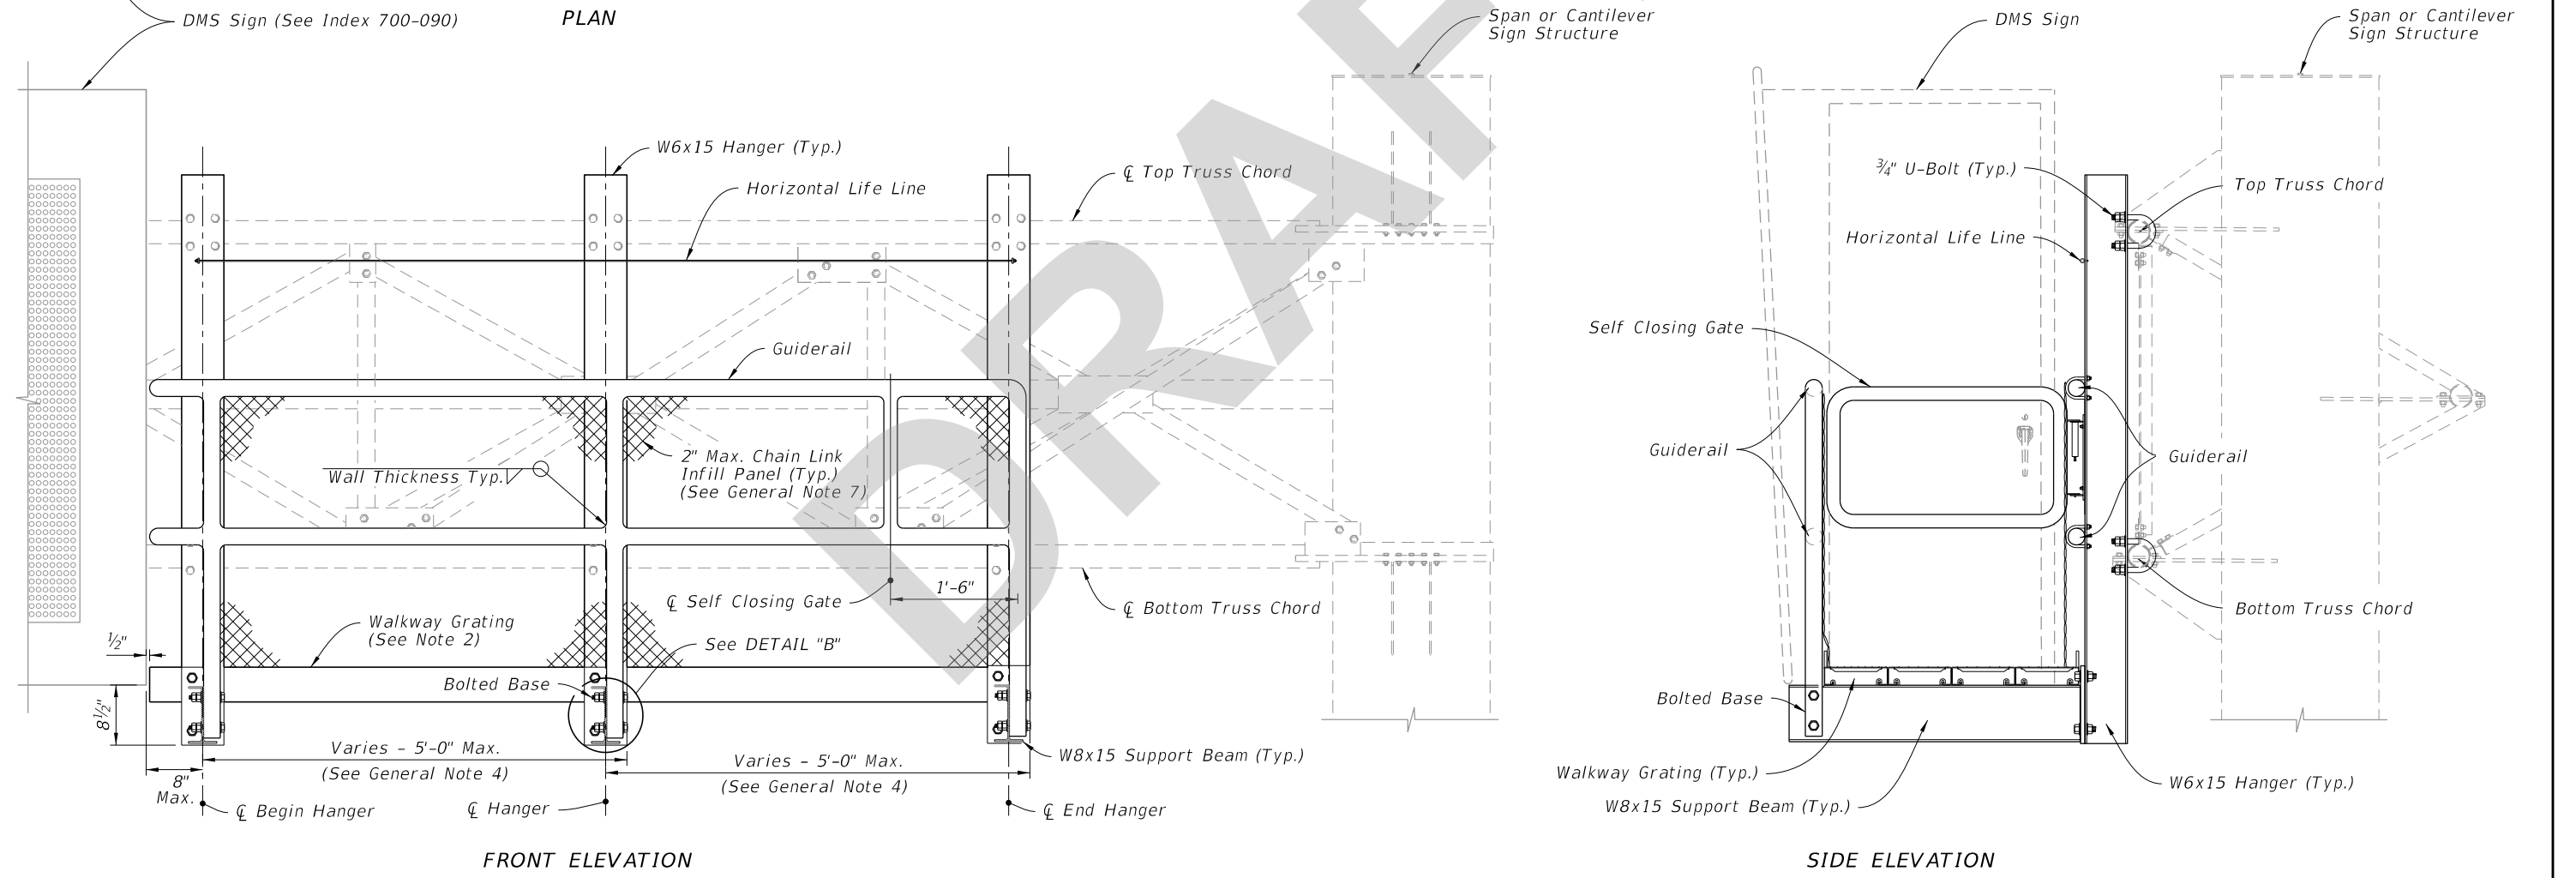 DMS Sign (See Index 700-090)
PLAN
Span or Cantilever
Sign Structure
DMS Sign
Span or Cantilever
Sign Structure
W6x15 Hanger (Typ.)
Horizontal Life Line
℄ Top Truss Chord
¾" U-Bolt (Typ.)
Top Truss Chord
Horizontal Life Line
Self Closing Gate
Guiderail
2" Max. Chain Link
Infill Panel (Typ.)
(See General Note 7)
Wall Thickness Typ.
Guiderail
Guiderail
℄ Self Closing Gate
1'-6"
℄ Bottom Truss Chord
Bottom Truss Chord
Walkway Grating
(See Note 2)
See DETAIL "B"
½"
Bolted Base
Bolted Base
8½"
Varies - 5'-0" Max.
(See General Note 4)
Varies - 5'-0" Max.
(See General Note 4)
W8x15 Support Beam (Typ.)
Walkway Grating (Typ.)
W8x15 Support Beam (Typ.)
W6x15 Hanger (Typ.)
8"
Max.
℄ Begin Hanger
℄ Hanger
℄ End Hanger
FRONT ELEVATION
SIDE ELEVATION
DRAF